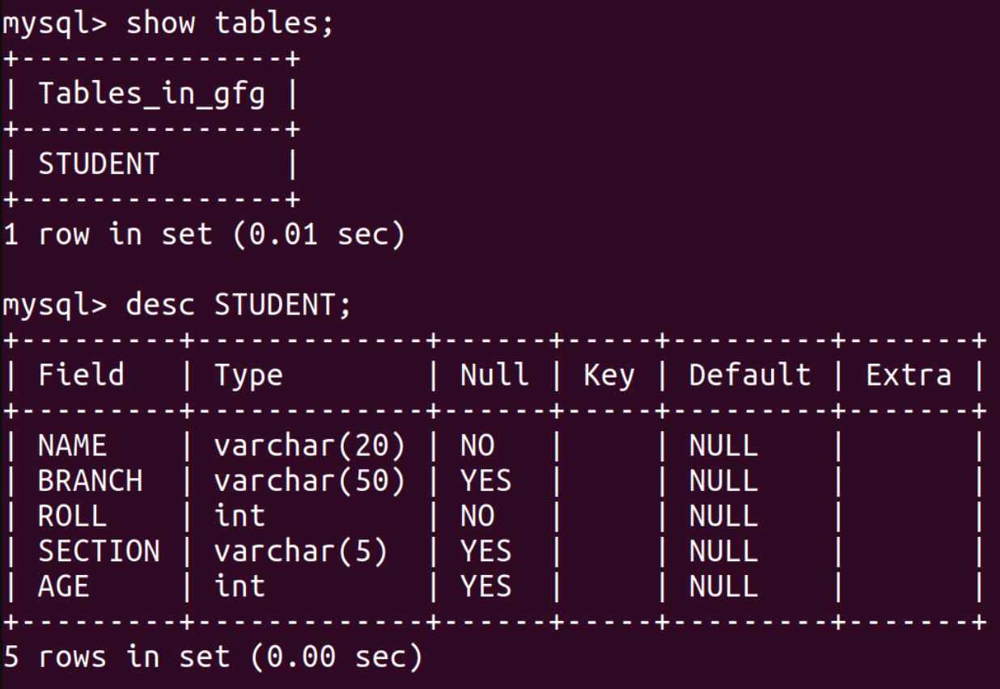 mysql> show tables;
+---------------+
| Tables_in_gfg |
+---------------+
| STUDENT       |
+---------------+
1 row in set (0.01 sec)

mysql> desc STUDENT;
+---------+-------------+------+-----+---------+-------+
| Field   | Type        | Null | Key | Default | Extra |
+---------+-------------+------+-----+---------+-------+
| NAME    | varchar(20) | NO   |     | NULL    |       |
| BRANCH  | varchar(50) | YES  |     | NULL    |       |
| ROLL    | int         | NO   |     | NULL    |       |
| SECTION | varchar(5)  | YES  |     | NULL    |       |
| AGE     | int         | YES  |     | NULL    |       |
+---------+-------------+------+-----+---------+-------+
5 rows in set (0.00 sec)